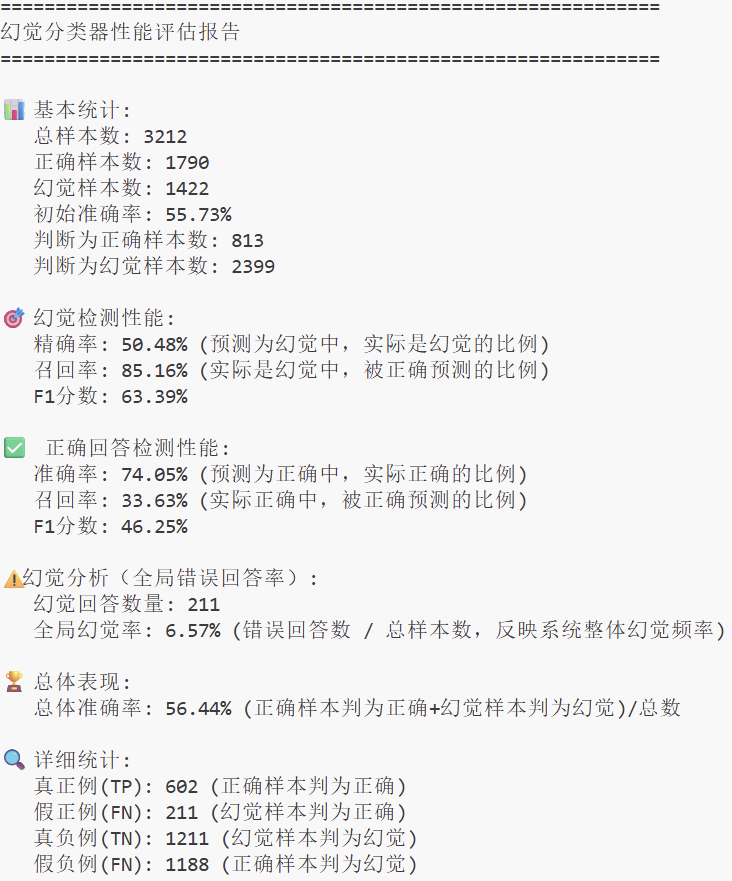 ============================================================
幻觉分类器性能评估报告
============================================================
📊 基本统计:
总样本数: 3212
正确样本数: 1790
幻觉样本数: 1422
初始准确率: 55.73%
判断为正确样本数: 813
判断为幻觉样本数: 2399
🎯 幻觉检测性能:
精确率: 50.48% (预测为幻觉中，实际是幻觉的比例)
召回率: 85.16% (实际是幻觉中，被正确预测的比例)
F1分数: 63.39%
✅ 正确回答检测性能:
准确率: 74.05% (预测为正确中，实际正确的比例)
召回率: 33.63% (实际正确中，被正确预测的比例)
F1分数: 46.25%
⚠️幻觉分析（全局错误回答率）:
幻觉回答数量: 211
全局幻觉率: 6.57% (错误回答数 / 总样本数，反映系统整体幻觉频率)
🏆 总体表现:
总体准确率: 56.44% (正确样本判为正确+幻觉样本判为幻觉)/总数
🔍 详细统计:
真正例(TP): 602 (正确样本判为正确)
假正例(FN): 211 (幻觉样本判为正确)
真负例(TN): 1211 (幻觉样本判为幻觉)
假负例(FN): 1188 (正确样本判为幻觉)